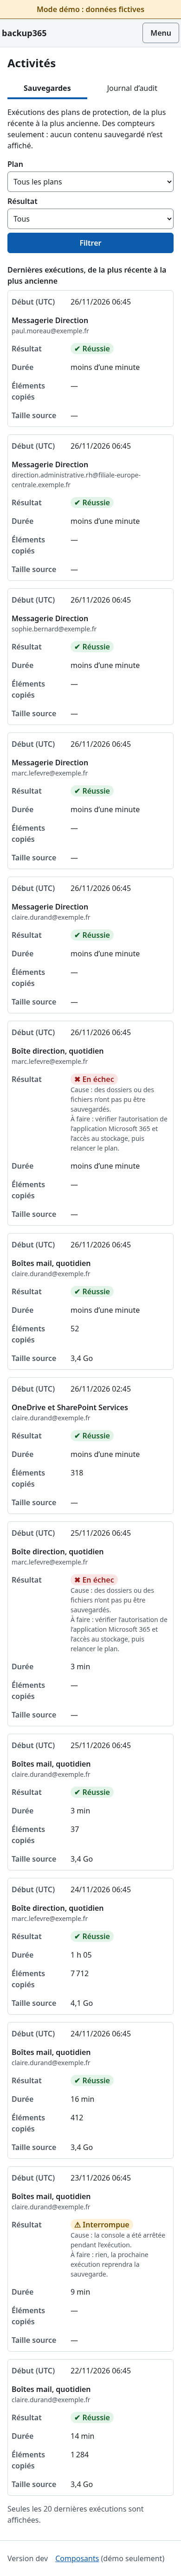 Mode démo : données fictives
backup365
Menu
Activités
Sauvegardes
Journal d’audit
Exécutions des plans de protection, de la plus
récente à la plus ancienne. Des compteurs
seulement : aucun contenu sauvegardé n’est
affiché.
Plan
Tous les plans
Résultat
Tous
Filtrer
Dernières exécutions, de la plus récente à la
plus ancienne
Début (UTC) 26/11/2026 06:45
Messagerie Direction
paul.moreau@exemple.fr
Résultat ✔ Réussie
Durée moins d’une minute
Éléments
copiés —
Taille source —
Début (UTC) 26/11/2026 06:45
Messagerie Direction
direction.administrative.rh@filiale-europe-
centrale.exemple.fr
Résultat ✔ Réussie
Durée moins d’une minute
Éléments
copiés —
Taille source —
Début (UTC) 26/11/2026 06:45
Messagerie Direction
sophie.bernard@exemple.fr
Résultat ✔ Réussie
Durée moins d’une minute
Éléments
copiés —
Taille source —
Début (UTC) 26/11/2026 06:45
Messagerie Direction
marc.lefevre@exemple.fr
Résultat ✔ Réussie
Durée moins d’une minute
Éléments
copiés —
Taille source —
Début (UTC) 26/11/2026 06:45
Messagerie Direction
claire.durand@exemple.fr
Résultat ✔ Réussie
Durée moins d’une minute
Éléments
copiés —
Taille source —
Début (UTC) 26/11/2026 06:45
Boîte direction, quotidien
marc.lefevre@exemple.fr
Résultat ✖ En échec
Cause : des dossiers ou des
fichiers n’ont pas pu être
sauvegardés.
À faire : vérifier l’autorisation de
l’application Microsoft 365 et
l’accès au stockage, puis
relancer le plan.
Durée moins d’une minute
Éléments
copiés —
Taille source —
Début (UTC) 26/11/2026 06:45
Boîtes mail, quotidien
claire.durand@exemple.fr
Résultat ✔ Réussie
Durée moins d’une minute
Éléments
copiés 52
Taille source 3,4 Go
Début (UTC) 26/11/2026 02:45
OneDrive et SharePoint Services
claire.durand@exemple.fr
Résultat ✔ Réussie
Durée moins d’une minute
Éléments
copiés 318
Taille source —
Début (UTC) 25/11/2026 06:45
Boîte direction, quotidien
marc.lefevre@exemple.fr
Résultat ✖ En échec
Cause : des dossiers ou des
fichiers n’ont pas pu être
sauvegardés.
À faire : vérifier l’autorisation de
l’application Microsoft 365 et
l’accès au stockage, puis
relancer le plan.
Durée 3 min
Éléments
copiés —
Taille source —
Début (UTC) 25/11/2026 06:45
Boîtes mail, quotidien
claire.durand@exemple.fr
Résultat ✔ Réussie
Durée 3 min
Éléments
copiés 37
Taille source 3,4 Go
Début (UTC) 24/11/2026 06:45
Boîte direction, quotidien
marc.lefevre@exemple.fr
Résultat ✔ Réussie
Durée 1 h 05
Éléments
copiés 7 712
Taille source 4,1 Go
Début (UTC) 24/11/2026 06:45
Boîtes mail, quotidien
claire.durand@exemple.fr
Résultat ✔ Réussie
Durée 16 min
Éléments
copiés 412
Taille source 3,4 Go
Début (UTC) 23/11/2026 06:45
Boîtes mail, quotidien
claire.durand@exemple.fr
Résultat ⚠ Interrompue
Cause : la console a été arrêtée
pendant l’exécution.
À faire : rien, la prochaine
exécution reprendra la
sauvegarde.
Durée 9 min
Éléments
copiés —
Taille source —
Début (UTC) 22/11/2026 06:45
Boîtes mail, quotidien
claire.durand@exemple.fr
Résultat ✔ Réussie
Durée 14 min
Éléments
copiés 1 284
Taille source 3,4 Go
Seules les 20 dernières exécutions sont
affichées.
Version dev Composants (démo seulement)